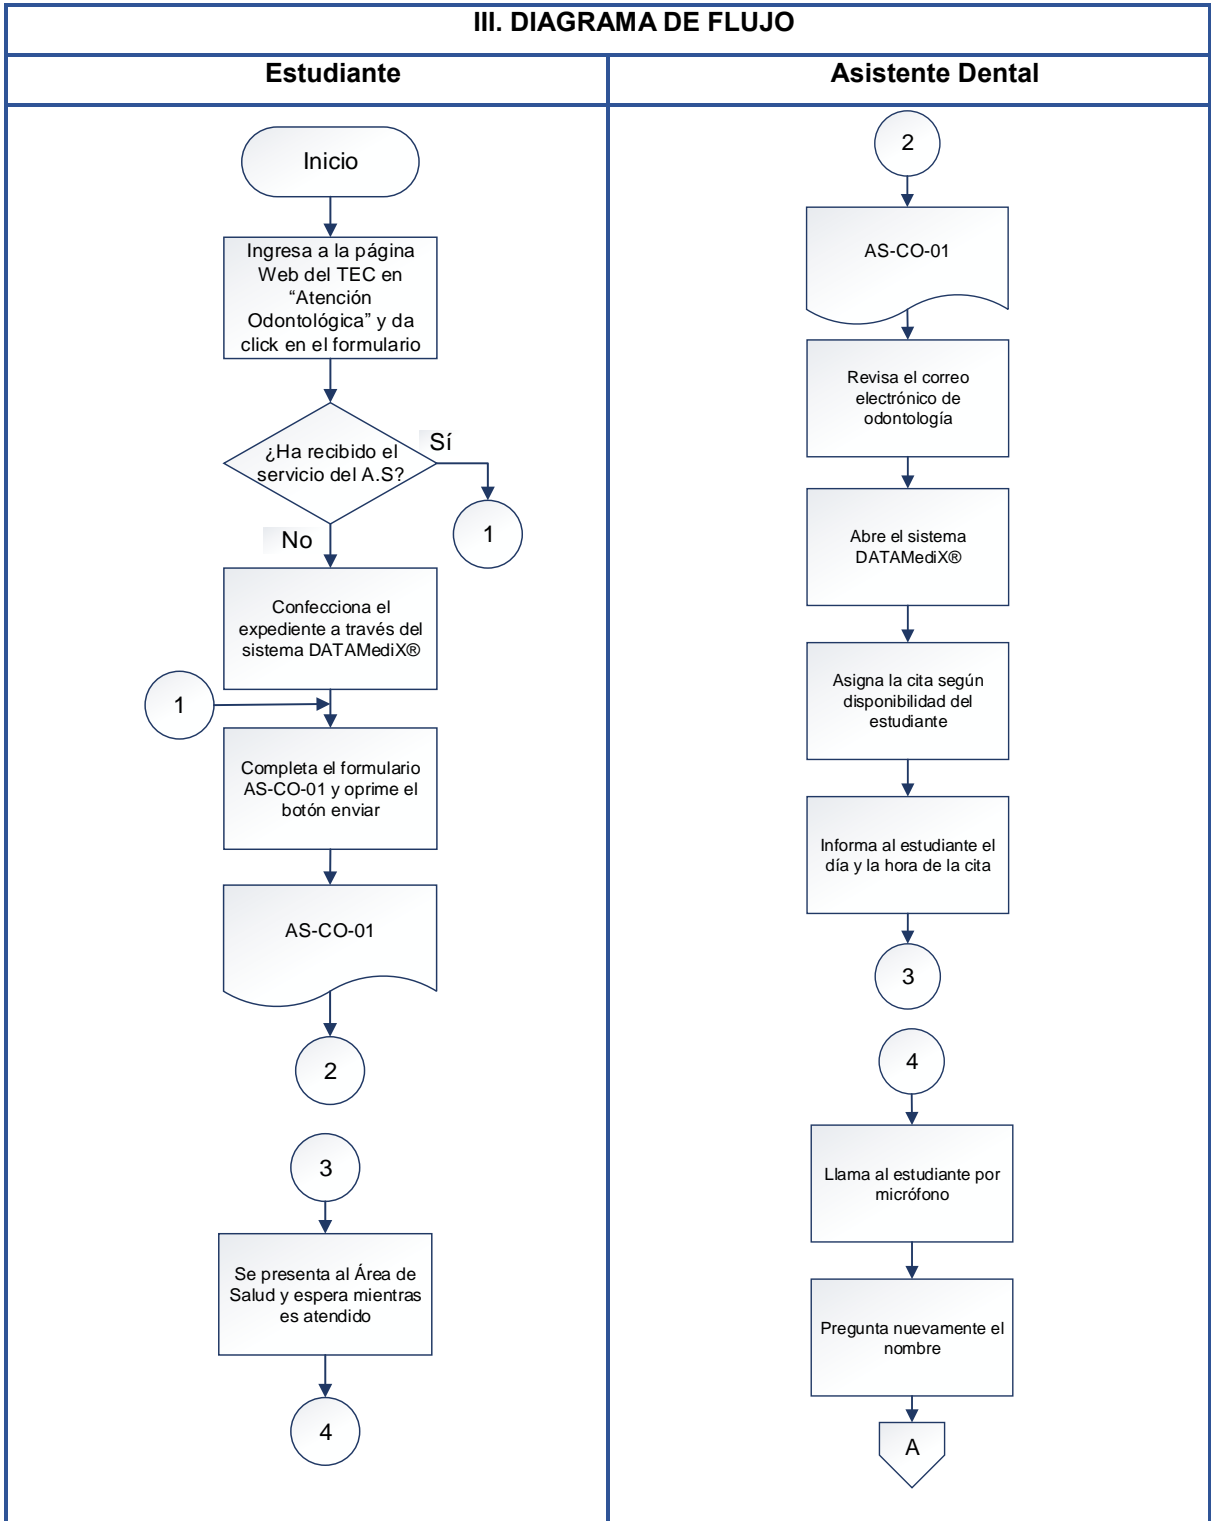 III. DIAGRAMA DE FLUJO
Estudiante
Asistente Dental
Inicio
Ingresa a la página
Web del TEC en
“Atención
Odontológica” y da
click en el formulario
¿Ha recibido el
servicio del A.S?
Sí
1
No
Confecciona el
expediente a través del
sistema DATAMediX®
1
Completa el formulario
AS-CO-01 y oprime el
botón enviar
AS-CO-01
2
3
Se presenta al Área de
Salud y espera mientras
es atendido
4
2
AS-CO-01
Revisa el correo
electrónico de
odontología
Abre el sistema
DATAMediX®
Asigna la cita según
disponibilidad del
estudiante
Informa al estudiante el
día y la hora de la cita
3
4
Llama al estudiante por
micrófono
Pregunta nuevamente el
nombre
A